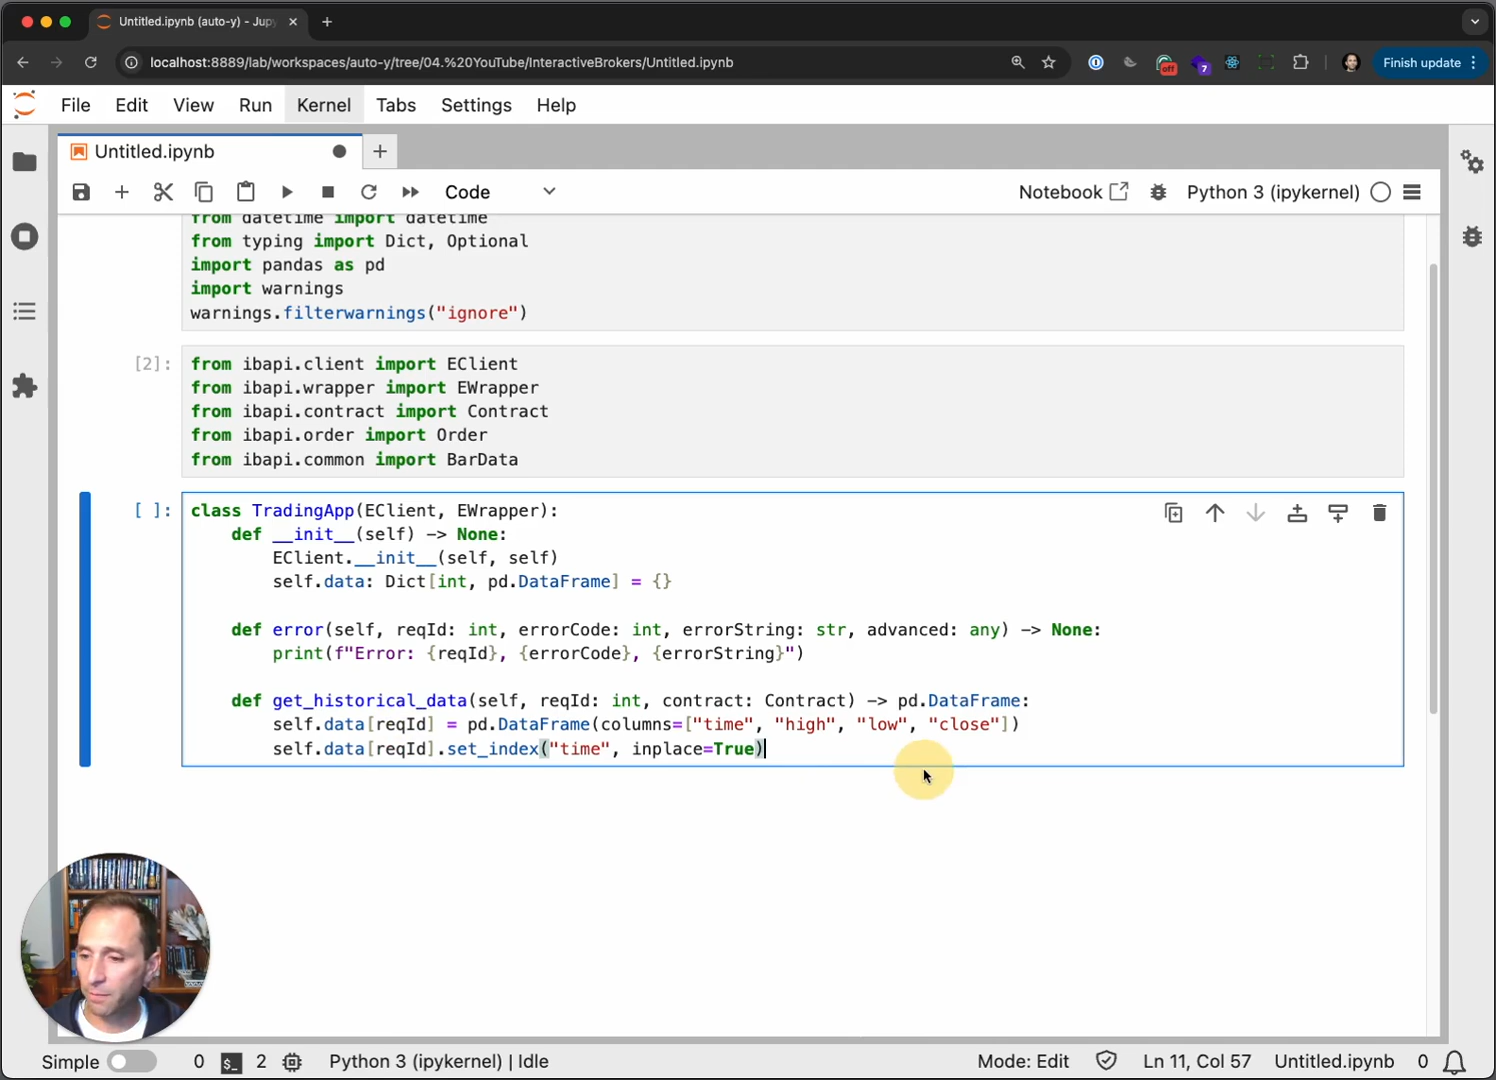 Untitled.ipynb (auto-y) - Jup
localhost:8889/lab/workspaces/auto-y/tree/04.%20YouTube/InteractiveBrokers/Untitled.ipynb
off
7
Finish update
File Edit View Run Kernel Tabs Settings Help
Untitled.ipynb
Code
Notebook
Python 3 (ipykernel)
from datetime import datetime
from typing import Dict, Optional
import pandas as pd
import warnings
warnings.filterwarnings("ignore")
[2]:
from ibapi.client import EClient
from ibapi.wrapper import EWrapper
from ibapi.contract import Contract
from ibapi.order import Order
from ibapi.common import BarData
[ ]:
class TradingApp(EClient, EWrapper):
    def __init__(self) -> None:
        EClient.__init__(self, self)
        self.data: Dict[int, pd.DataFrame] = {}
    def error(self, reqId: int, errorCode: int, errorString: str, advanced: any) -> None:
        print(f"Error: {reqId}, {errorCode}, {errorString}")
    def get_historical_data(self, reqId: int, contract: Contract) -> pd.DataFrame:
        self.data[reqId] = pd.DataFrame(columns=["time", "high", "low", "close"])
        self.data[reqId].set_index("time", inplace=True)
Simple 0 $_ 2 Python 3 (ipykernel) | Idle Mode: Edit Ln 11, Col 57 Untitled.ipynb 0